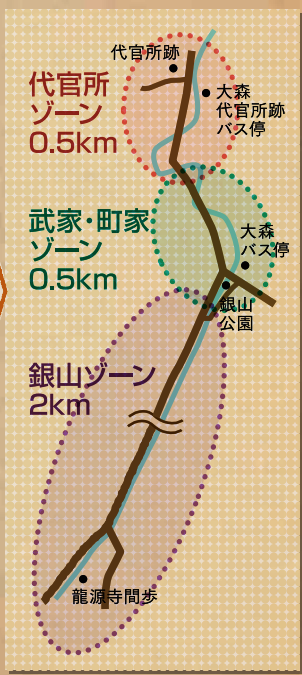 代官所跡
代官所
ゾーン
0.5km
大森
代官所跡
バス停
武家・町家
ゾーン
0.5km
大森
バス停
銀山
公園
銀山ゾーン
2km
龍源寺間歩